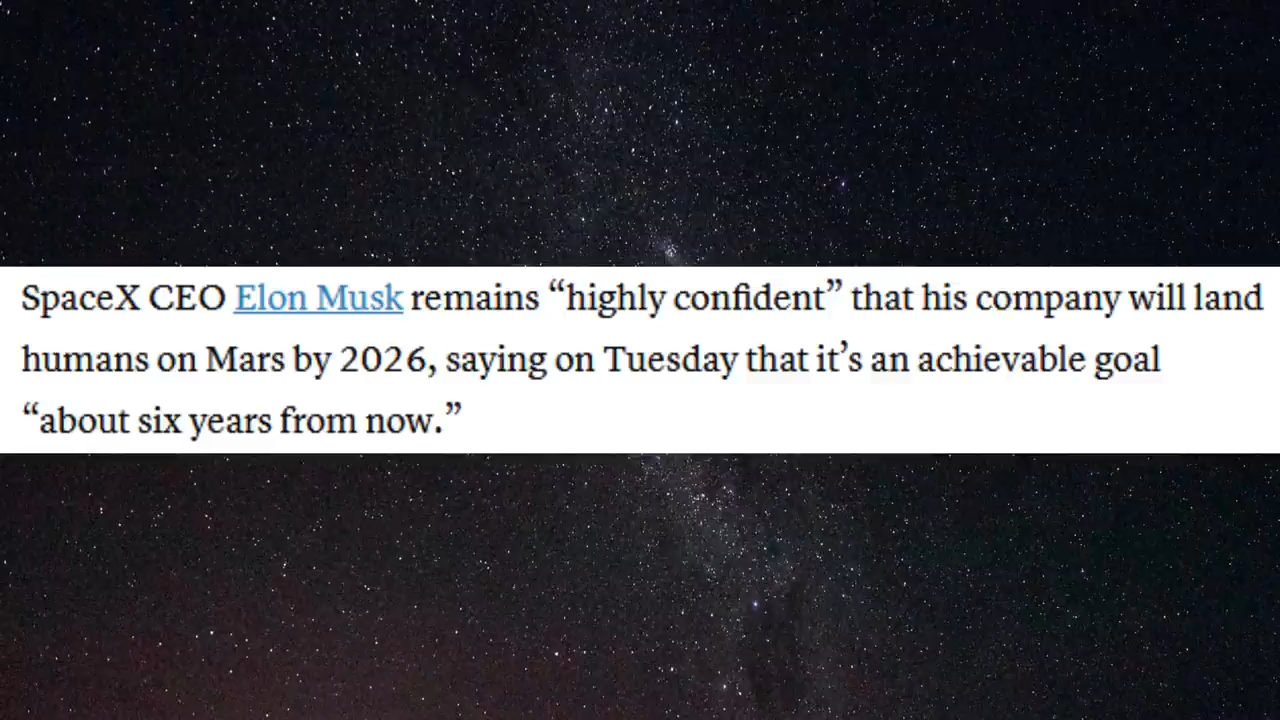 SpaceX CEO Elon Musk remains “highly confident” that his company will land
humans on Mars by 2026, saying on Tuesday that it’s an achievable goal
“about six years from now.”